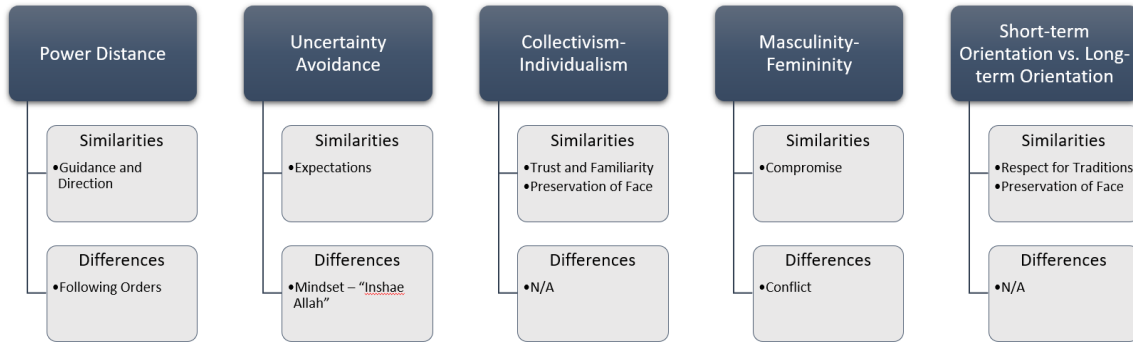 Power Distance
Similarities
•Guidance and
Direction
Differences
•Following Orders
Uncertainty
Avoidance
Similarities
•Expectations
Differences
•Mindset – “Inshae
Allah”
Collectivism-
Individualism
Similarities
•Trust and Familiarity
•Preservation of Face
Differences
•N/A
Masculinity-
Femininity
Similarities
•Compromise
Differences
•Conflict
Short-term
Orientation vs. Long-
term Orientation
Similarities
•Respect for Traditions
•Preservation of Face
Differences
•N/A